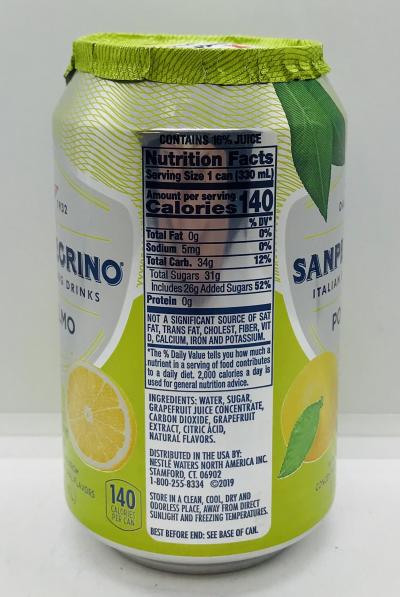 CONTAINS 16% JUICE
Nutrition Facts
Serving Size 1 can (330 mL)
Amount per serving
Calories 140
% DV*
Total Fat 0g 0%
Sodium 5mg 0%
Total Carb. 34g 12%
Total Sugars 31g
Includes 26g Added Sugars 52%
Protein 0g
NOT A SIGNIFICANT SOURCE OF SAT
FAT, TRANS FAT, CHOLEST, FIBER, VIT
D, CALCIUM, IRON AND POTASSIUM.
*The % Daily Value tells you how much a
nutrient in a serving of food contributes
to a daily diet. 2,000 calories a day is
used for general nutrition advice.
INGREDIENTS: WATER, SUGAR,
GRAPEFRUIT JUICE CONCENTRATE,
CARBON DIOXIDE, GRAPEFRUIT
EXTRACT, CITRIC ACID,
NATURAL FLAVORS.
DISTRIBUTED IN THE USA BY:
NESTLÉ WATERS NORTH AMERICA INC.
STAMFORD, CT. 06902
1-800-255-8334 ©2019
STORE IN A CLEAN, COOL, DRY AND
ODORLESS PLACE, AWAY FROM DIRECT
SUNLIGHT AND FREEZING TEMPERATURES.
BEST BEFORE END: SEE BASE OF CAN.
EGRINO®
DRINKS
MO
140
CALORIES
PER CAN
SANP
ITALIAN
PO